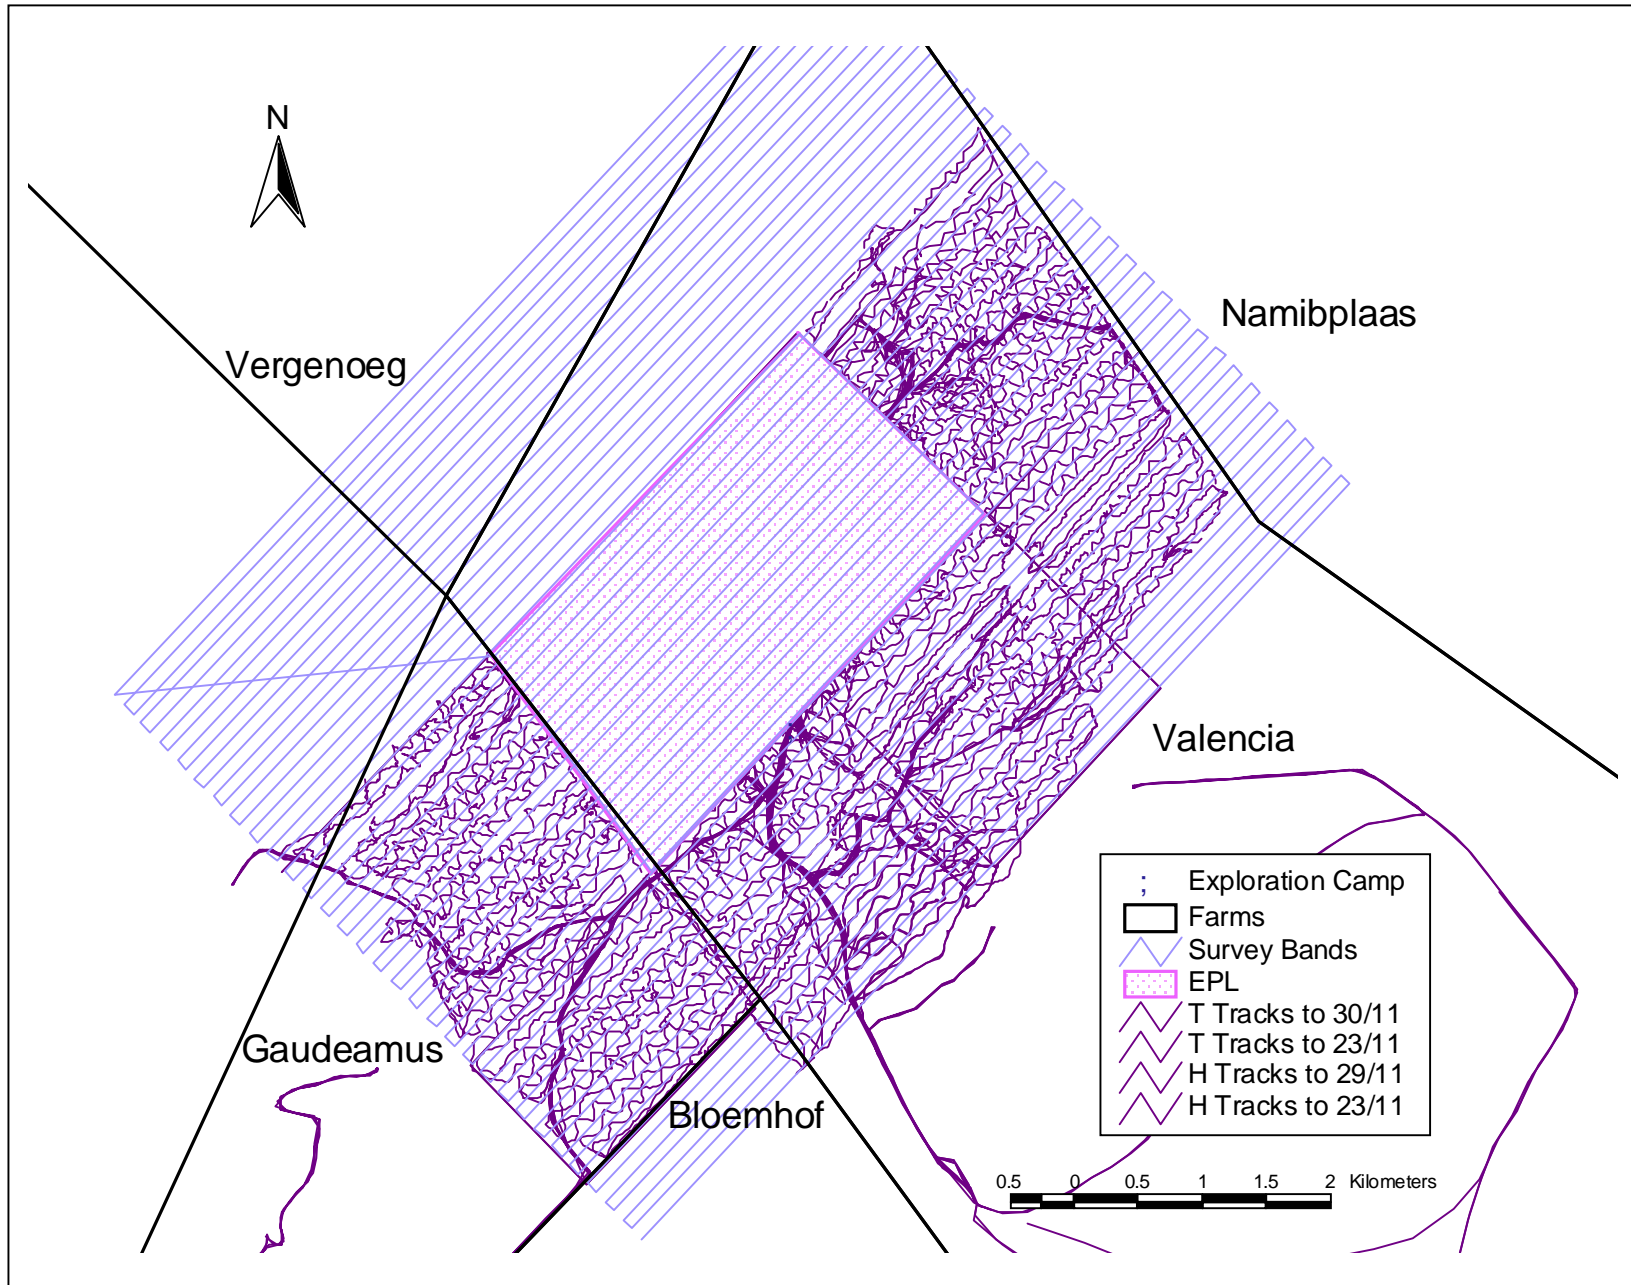 N
Namibplaas
Vergenoeg
Valencia
; Exploration Camp
Farms
Survey Bands
EPL
T Tracks to 30/11
T Tracks to 23/11
H Tracks to 29/11
H Tracks to 23/11
Gaudeamus
Bloemhof
0.5 0 0.5 1 1.5 2 Kilometers